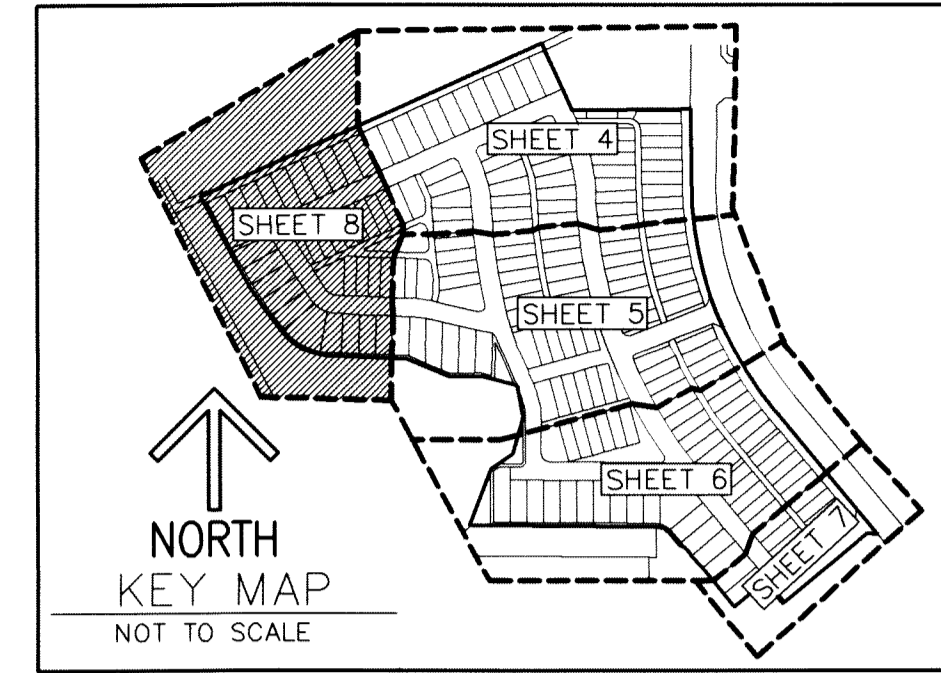 SHEET 4
SHEET 8
SHEET 5
SHEET 6
SHEET 7
NORTH
KEY MAP
NOT TO SCALE